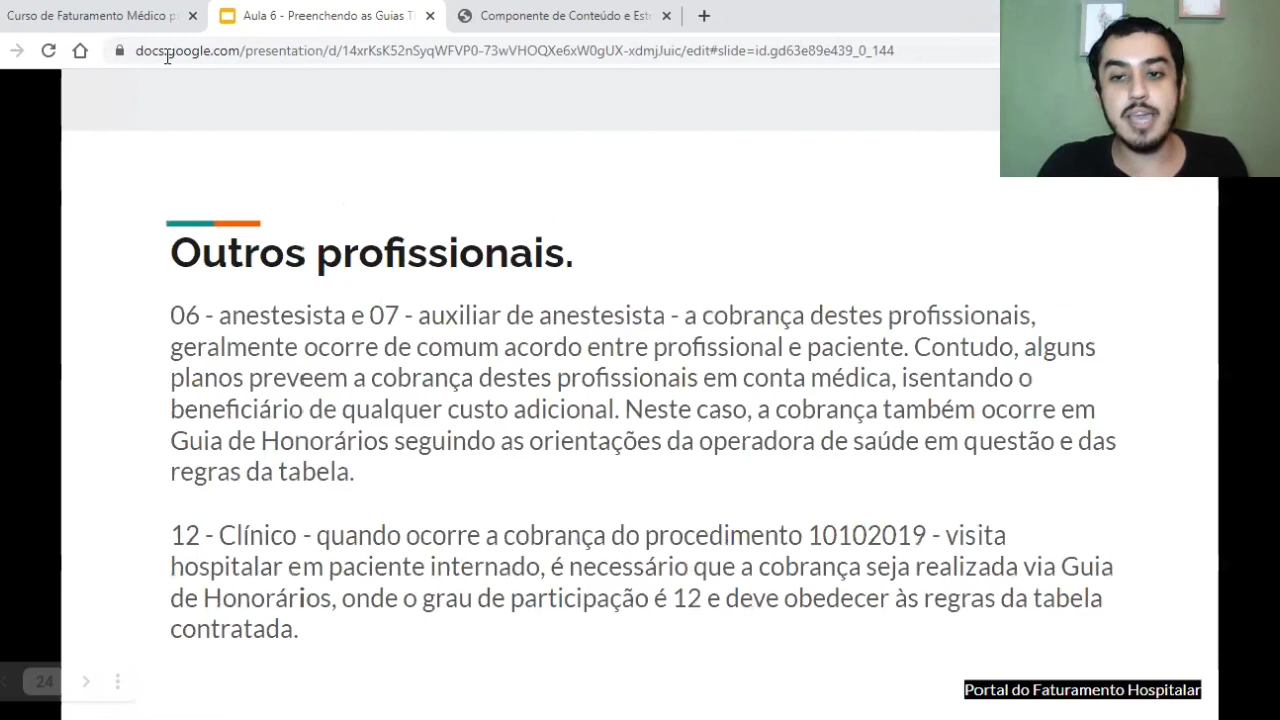 Curso de Faturamento Médico p
Aula 6 - Preenchendo as Guias TI
Componente de Conteúdo e Estr
docs.google.com/presentation/d/14xrKsK52nSyqWFVP0-73wVHOQXe6xW0gUX-xdmjJuic/edit#slide=id.gd63e89e439_0_144
Outros profissionais.
06 - anestesista e 07 - auxiliar de anestesista - a cobrança destes profissionais,
geralmente ocorre de comum acordo entre profissional e paciente. Contudo, alguns
planos preveem a cobrança destes profissionais em conta médica, isentando o
beneficiário de qualquer custo adicional. Neste caso, a cobrança também ocorre em
Guia de Honorários seguindo as orientações da operadora de saúde em questão e das
regras da tabela.
12 - Clínico - quando ocorre a cobrança do procedimento 10102019 - visita
hospitalar em paciente internado, é necessário que a cobrança seja realizada via Guia
de Honorários, onde o grau de participação é 12 e deve obedecer às regras da tabela
contratada.
24
Portal do Faturamento Hospitalar